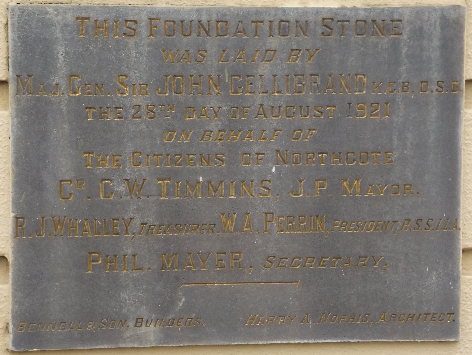 THIS FOUNDATION STONE
WAS LAID BY
MAJ. GEN. SIR JOHN GELLIBRAND K.C.B, D.S.O.
THE 28TH DAY OF AUGUST 1921
ON BEHALF OF
THE CITIZENS OF NORTHCOTE
CR. C.W. TIMMINS, J.P. MAYOR.
R.J WHALLEY, TREASURER W.A. PERRIN, PRESIDENT, R.S.S.I.L.A.
PHIL. MAYER, SECRETARY.
& SON, BUILDERS.
HARRY A. NORRIS, ARCHITECT.